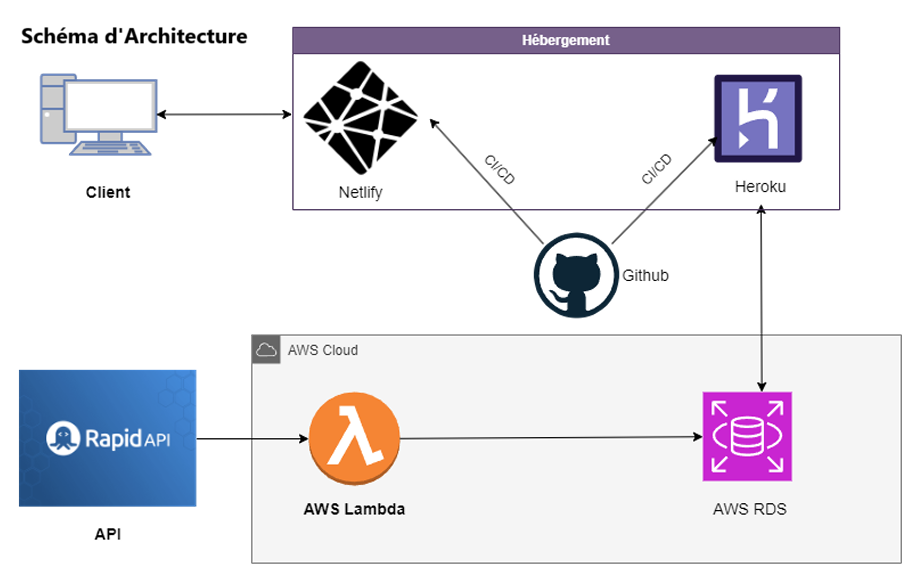 Schéma d'Architecture
Hébergement
Client
Netlify
CI/CD
CI/CD
Heroku
Github
AWS Cloud
RapidAPI
API
AWS Lambda
AWS RDS